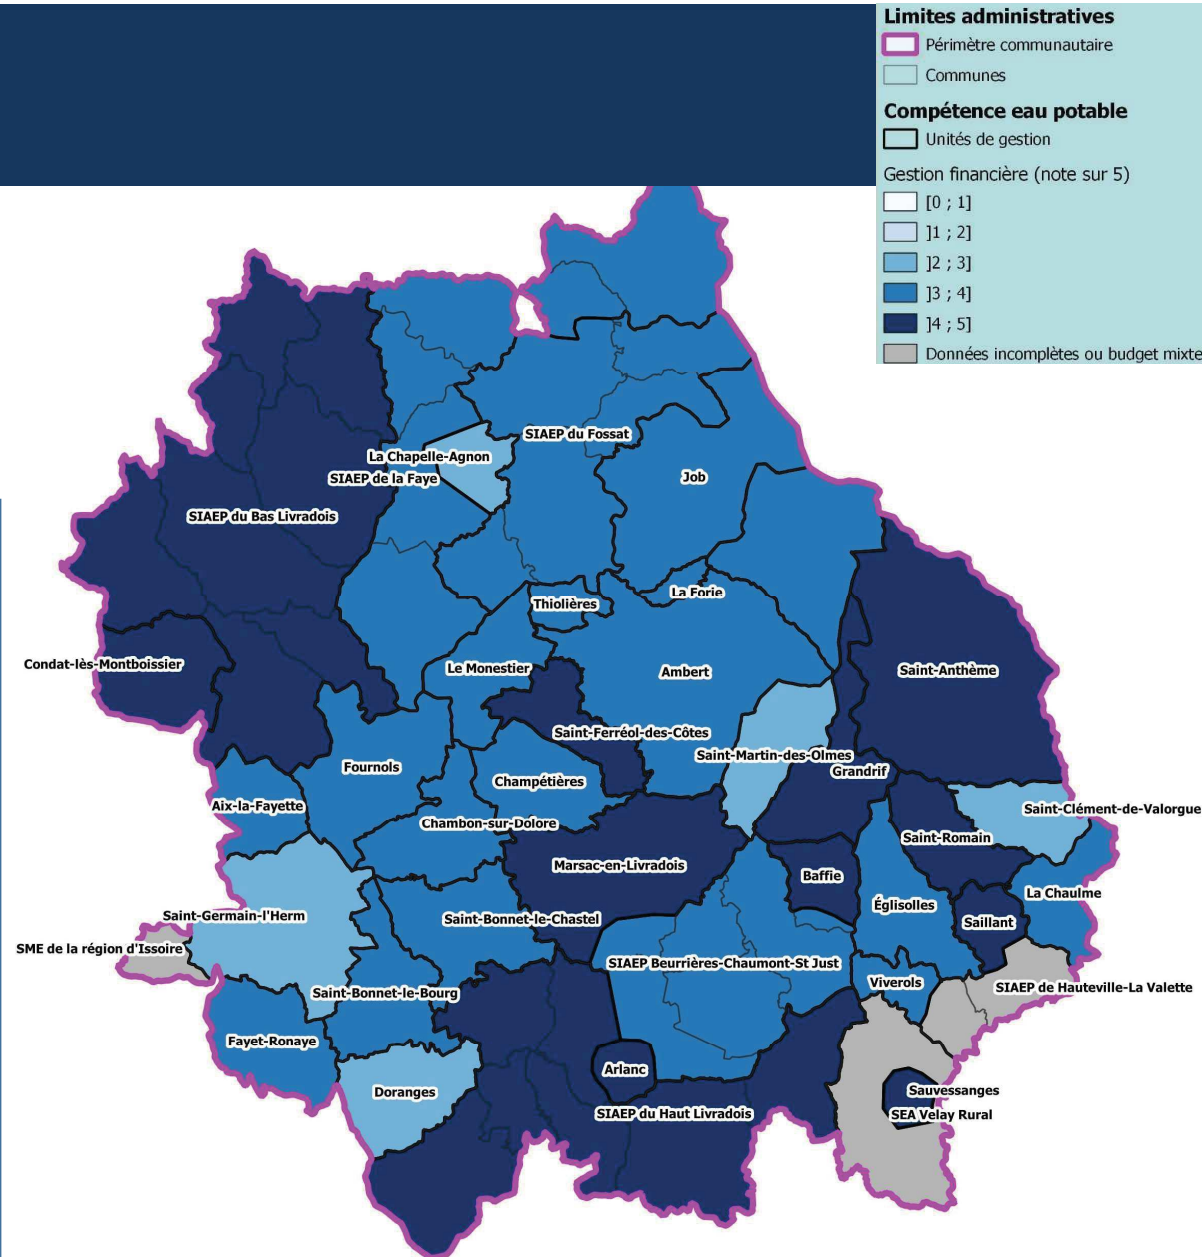 Limites administratives
Périmètre communautaire
Communes
Compétence eau potable
Unités de gestion
Gestion financière (note sur 5)
[0 ; 1]
]1 ; 2]
]2 ; 3]
]3 ; 4]
]4 ; 5]
Données incomplètes ou budget mixte
SIAEP du Fossat
La Chapelle-Agnon
SIAEP de la Faye
Job
SIAEP du Bas Livradois
La Forie
Thiolières
Condat-lès-Montboissier
Le Monestier
Ambert
Saint-Anthème
Saint-Ferréol-des-Côtes
Saint-Martin-des-Olmes
Fournols
Grandrif
Champétières
Aix-la-Fayette
Saint-Clément-de-Valorgue
Chambon-sur-Dolore
Saint-Romain
Marsac-en-Livradois
Baffie
La Chaulme
Églisolles
Saint-Germain-l'Herm
Saint-Bonnet-le-Chastel
Saillant
SME de la région d'Issoire
SIAEP Beurrières-Chaumont-St Just
Viverols
SIAEP de Hauteville-La Valette
Saint-Bonnet-le-Bourg
Fayet-Ronaye
Arlanc
Doranges
Sauvessanges
SIAEP du Haut Livradois
SEA Velay Rural